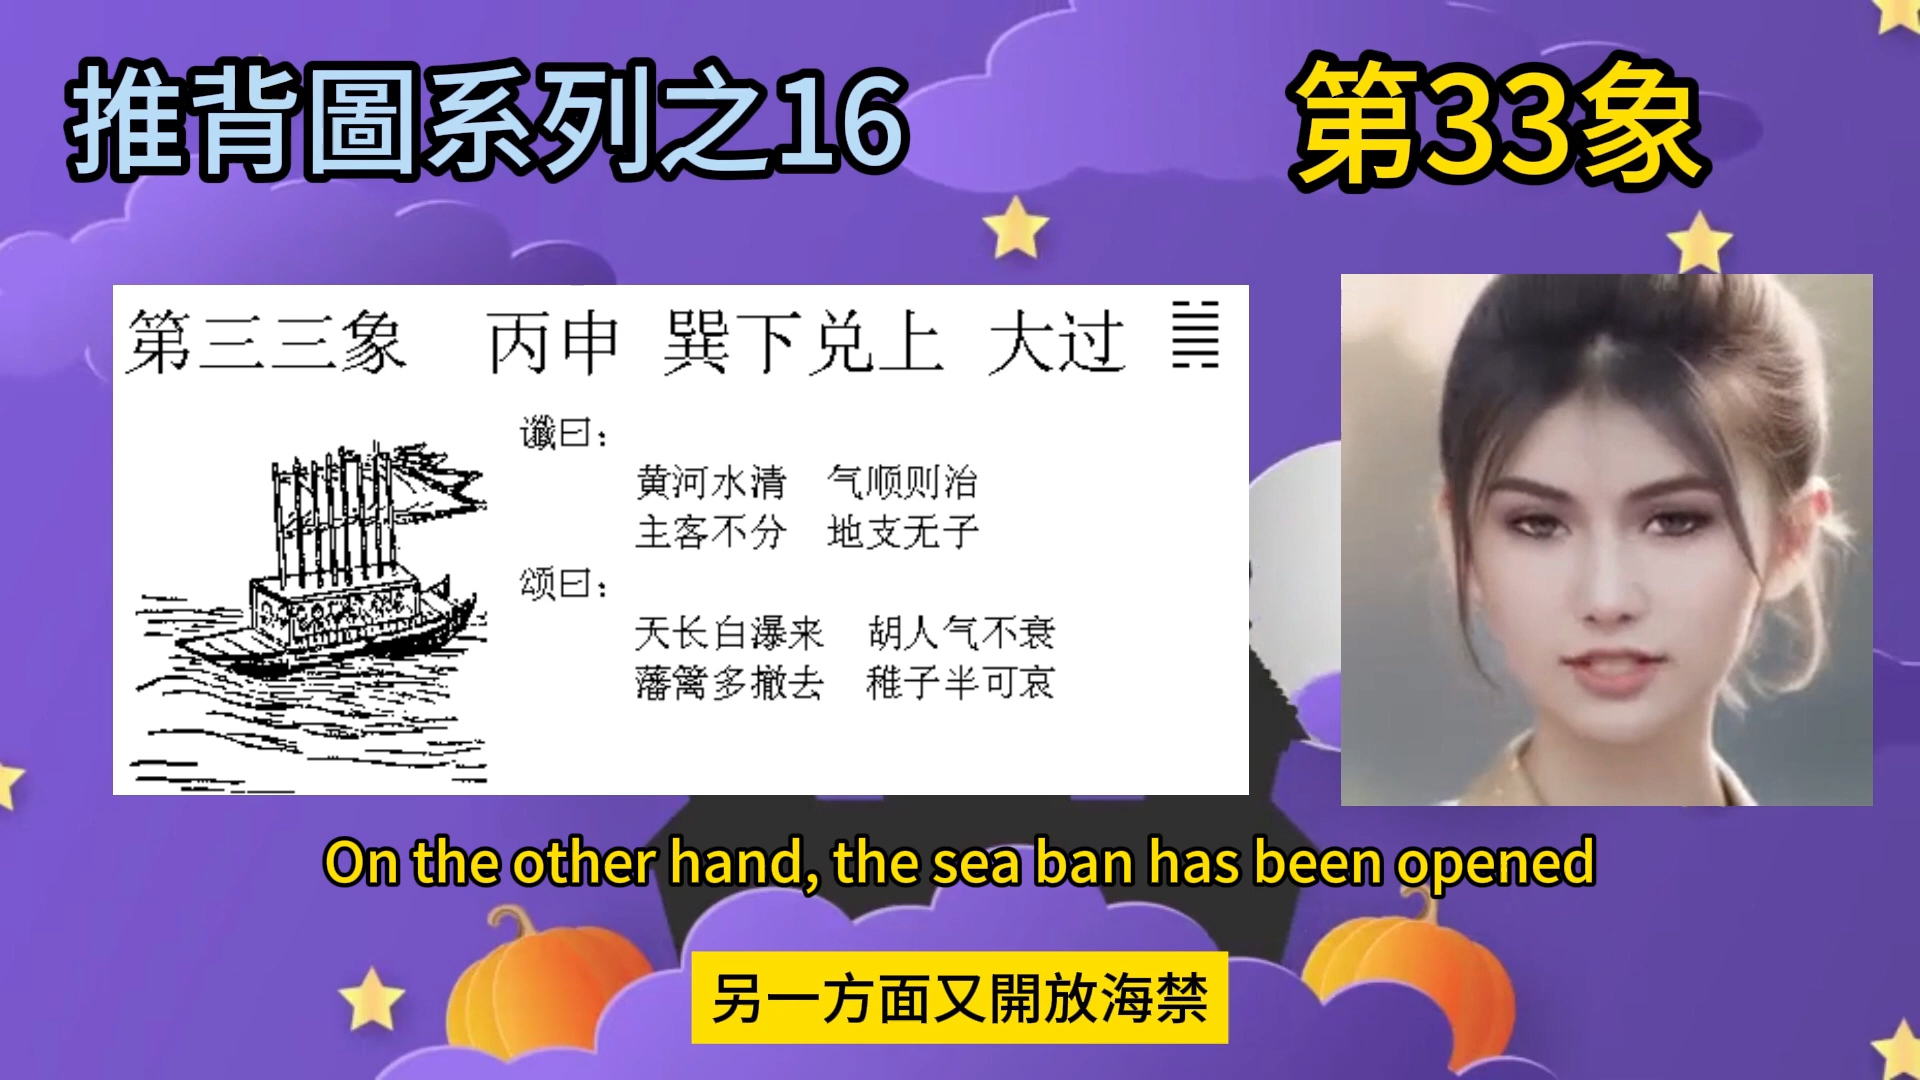 推背圖系列之16
第33象
第三三象 丙申 巽下兑上 大过 ䷛
谶曰：
黄河水清 气顺则治
主客不分 地支无子
颂曰：
天长白瀑来 胡人气不衰
藩篱多撤去 稚子半可哀
On the other hand, the sea ban has been opened
另一方面又開放海禁